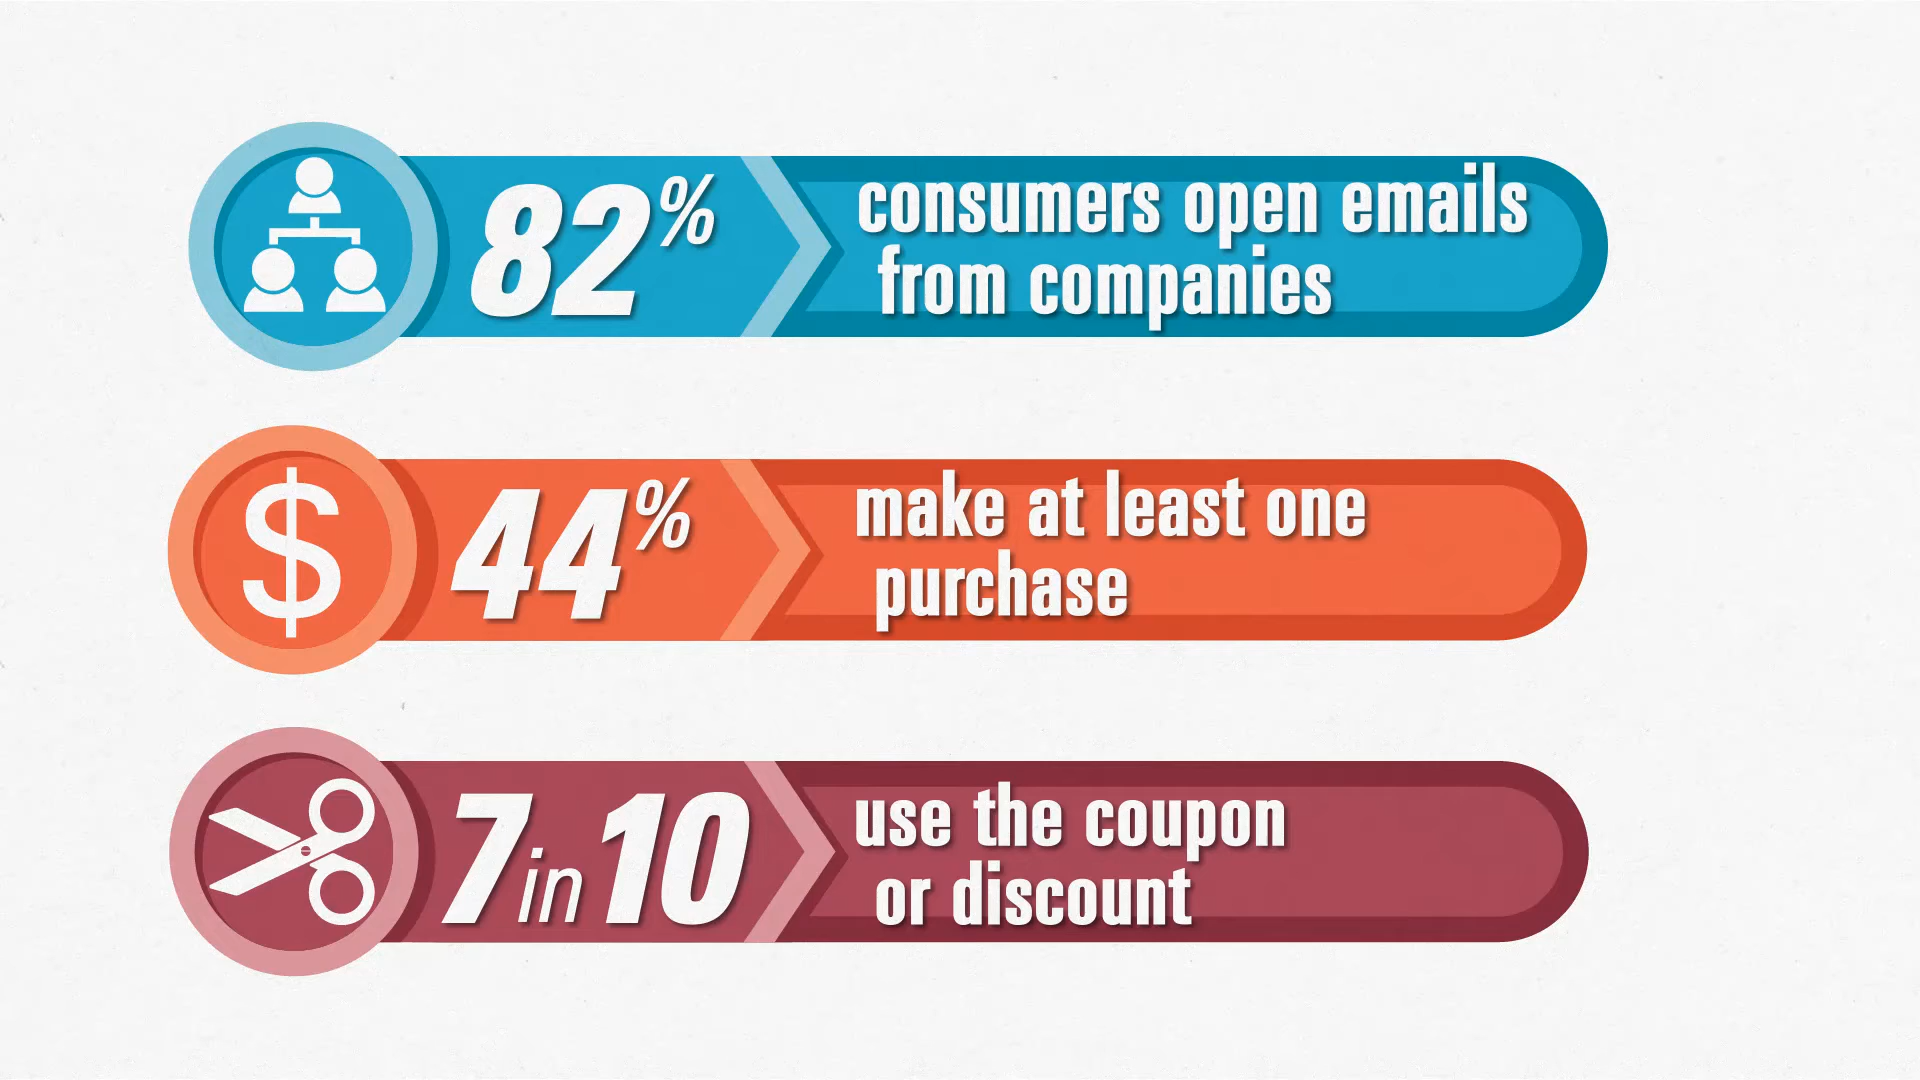 82%
consumers open emails
from companies
$
44%
make at least one
purchase
7 in 10
use the coupon
or discount